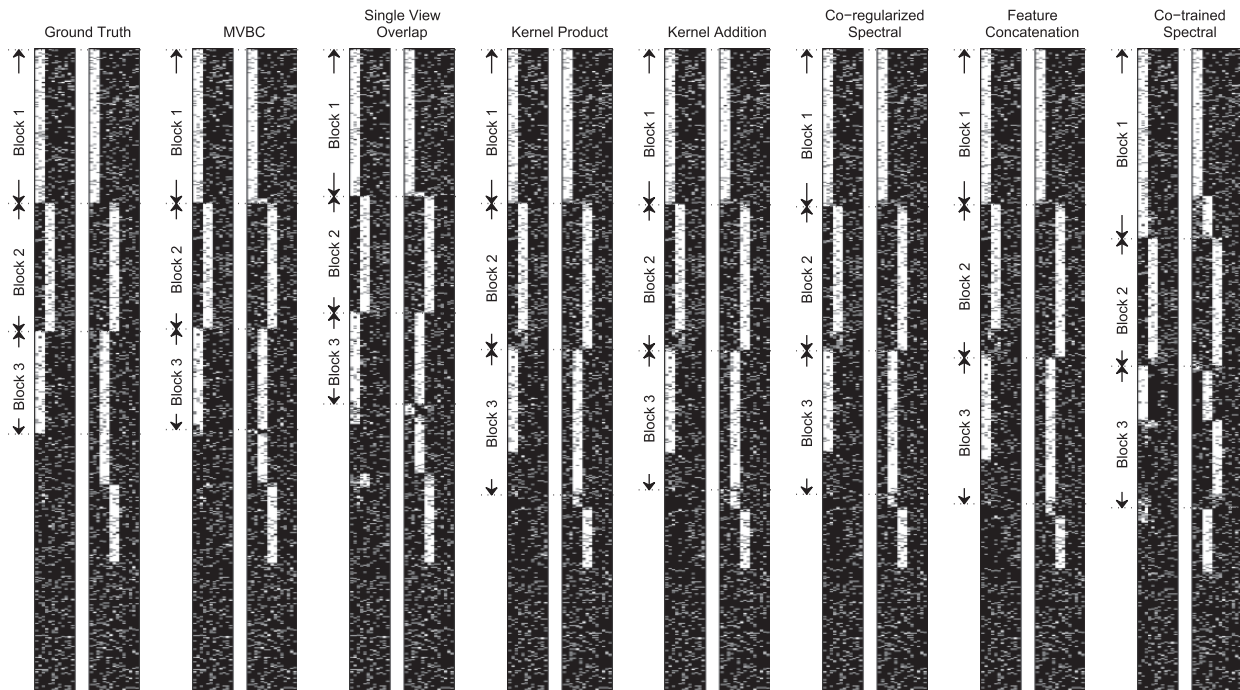 Ground Truth
MVBC
Single View
Overlap
Kernel Product
Kernel Addition
Co−regularized
Spectral
Feature
Concatenation
Co−trained
Spectral
Block 1
Block 2
Block 3
Block 1
Block 2
Block 3
Block 1
Block 2
Block 3
Block 1
Block 2
Block 3
Block 1
Block 2
Block 3
Block 1
Block 2
Block 3
Block 1
Block 2
Block 3
Block 1
Block 2
Block 3